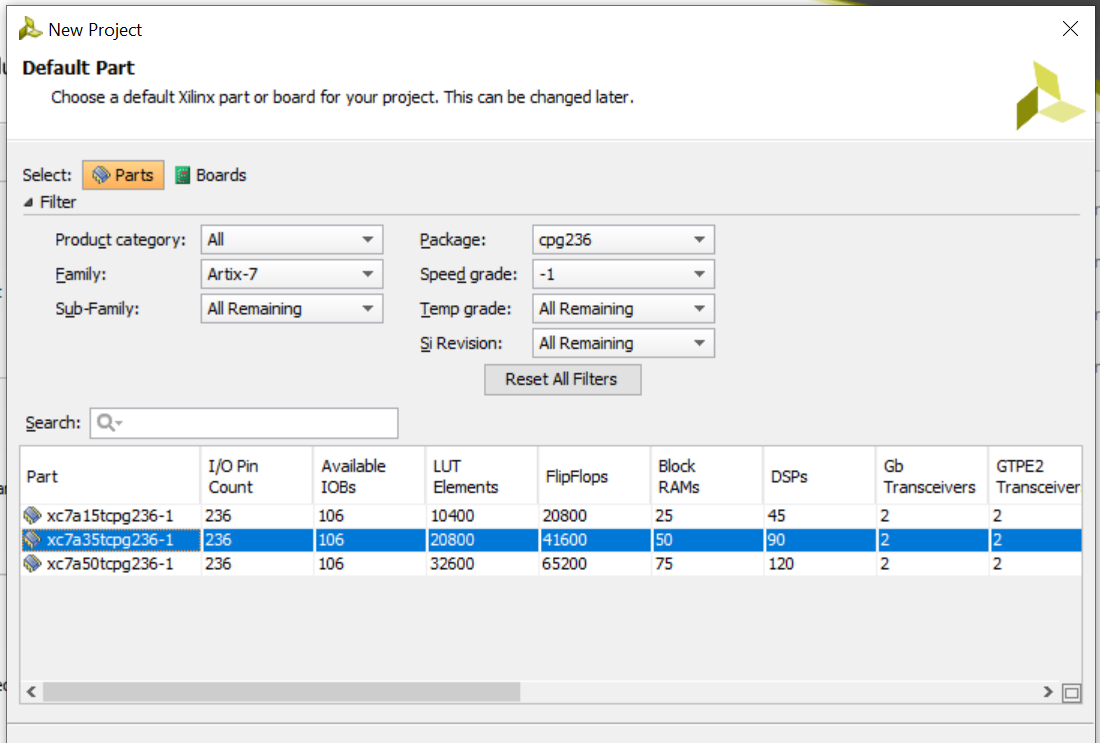 New Project
Default Part
Choose a default Xilinx part or board for your project. This can be changed later.
Select: Parts Boards
Filter
Product category: All Package: cpg236
Family: Artix-7 Speed grade: -1
Sub-Family: All Remaining Temp grade: All Remaining
Si Revision: All Remaining
Reset All Filters
Search:
Part I/O Pin Count Available IOBs LUT Elements FlipFlops Block RAMs DSPs Gb Transceivers GTPE2 Transceiver
xc7a15tcpg236-1 236 106 10400 20800 25 45 2 2
xc7a35tcpg236-1 236 106 20800 41600 50 90 2 2
xc7a50tcpg236-1 236 106 32600 65200 75 120 2 2